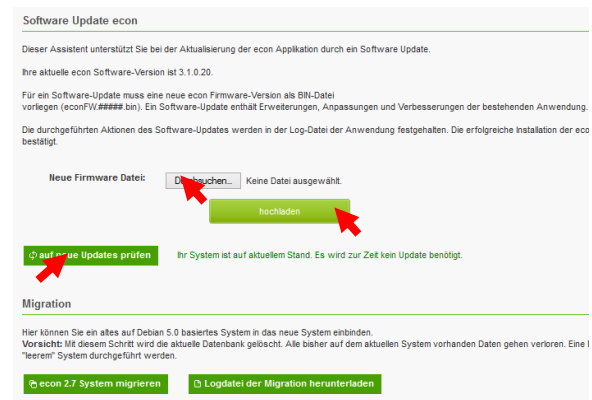 Software Update econ
Dieser Assistent unterstützt Sie bei der Aktualisierung der econ Applikation durch ein Software Update.
Ihre aktuelle econ Software-Version ist 3.1.0.20.
Für ein Software-Update muss eine neue econ Firmware-Version als BIN-Datei
vorliegen (econFW.#####.bin). Ein Software-Update enthält Erweiterungen, Anpassungen und Verbesserungen der bestehenden Anwendung.
Die durchgeführten Aktionen des Software-Updates werden in der Log-Datei der Anwendung festgehalten. Die erfolgreiche Installation der eco
bestätigt.
Neue Firmware Datei: Durchsuchen... Keine Datei ausgewählt.
hochladen
auf neue Updates prüfen Ihr System ist auf aktuellem Stand. Es wird zur Zeit kein Update benötigt.
Migration
Hier können Sie ein altes auf Debian 5.0 basiertes System in das neue System einbinden.
Vorsicht: Mit diesem Schritt wird die aktuelle Datenbank gelöscht. Alle bisher auf dem aktuellen System vorhanden Daten gehen verloren. Eine
"leerem" System durchgeführt werden.
econ 2.7 System migrieren Logdatei der Migration herunterladen